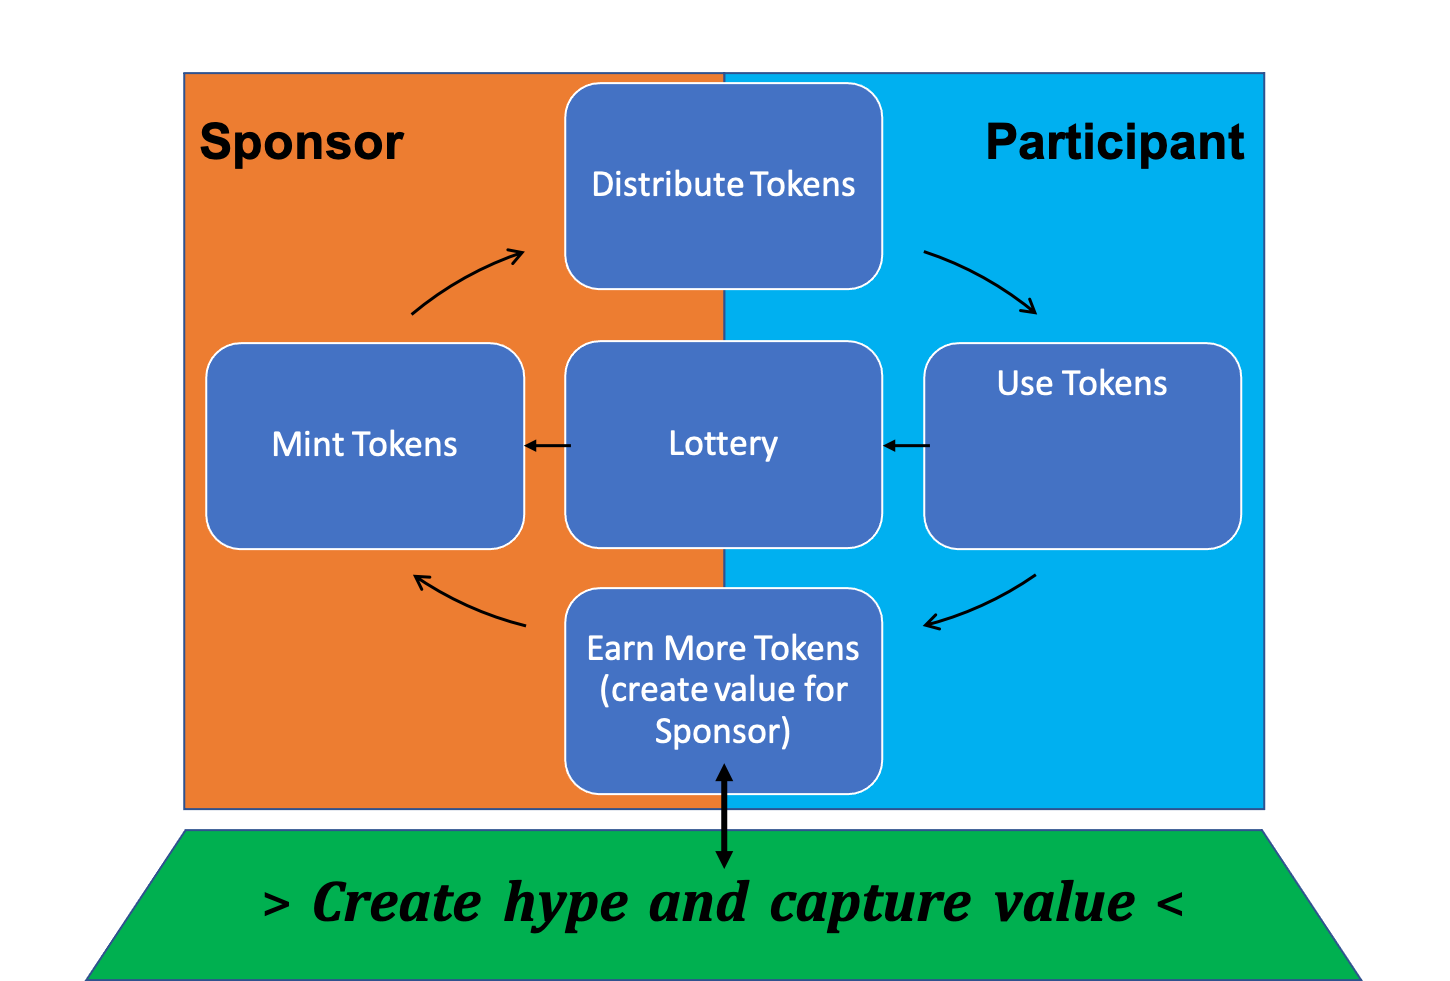 Sponsor
Participant
Distribute Tokens
Mint Tokens
Lottery
Use Tokens
Earn More Tokens
(create value for
Sponsor)
> Create hype and capture value <